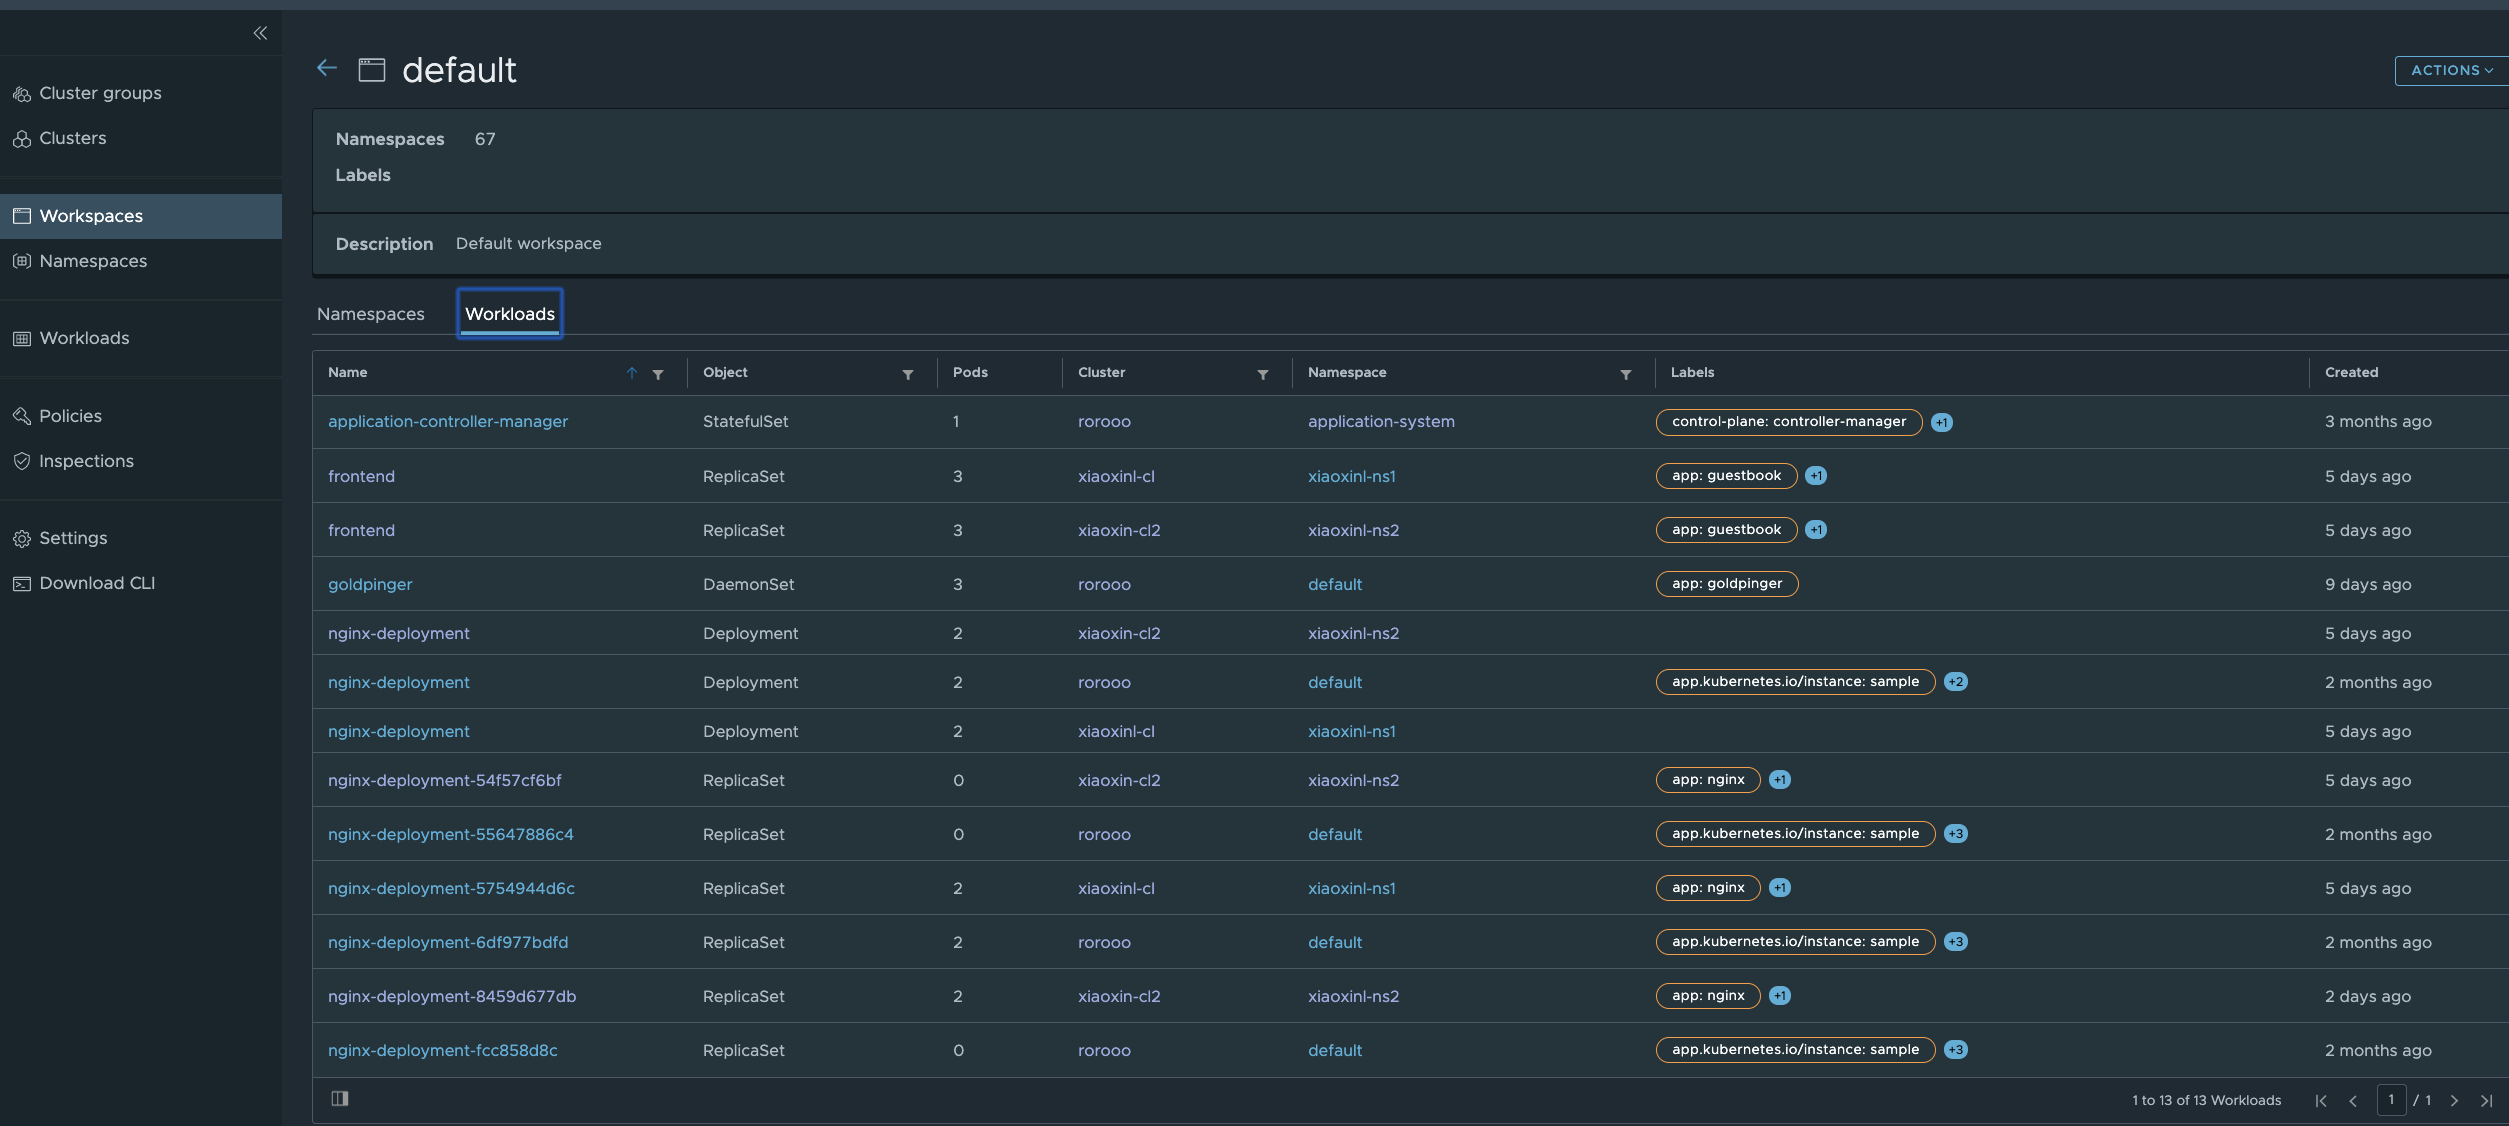 default
ACTIONS
Cluster groups
Clusters
Workspaces
Namespaces
Workloads
Policies
Inspections
Settings
Download CLI
Namespaces 67
Labels
Description Default workspace
Namespaces Workloads
Name Object Pods Cluster Namespace Labels Created
application-controller-manager StatefulSet 1 rorooo application-system control-plane: controller-manager +1 3 months ago
frontend ReplicaSet 3 xiaoxinl-cl xiaoxinl-ns1 app: guestbook +1 5 days ago
frontend ReplicaSet 3 xiaoxin-cl2 xiaoxinl-ns2 app: guestbook +1 5 days ago
goldpinger DaemonSet 3 rorooo default app: goldpinger 9 days ago
nginx-deployment Deployment 2 xiaoxin-cl2 xiaoxinl-ns2 5 days ago
nginx-deployment Deployment 2 rorooo default app.kubernetes.io/instance: sample +2 2 months ago
nginx-deployment Deployment 2 xiaoxinl-cl xiaoxinl-ns1 5 days ago
nginx-deployment-54f57cf6bf ReplicaSet 0 xiaoxin-cl2 xiaoxinl-ns2 app: nginx +1 5 days ago
nginx-deployment-55647886c4 ReplicaSet 0 rorooo default app.kubernetes.io/instance: sample +3 2 months ago
nginx-deployment-5754944d6c ReplicaSet 2 xiaoxinl-cl xiaoxinl-ns1 app: nginx +1 5 days ago
nginx-deployment-6df977bdfd ReplicaSet 2 rorooo default app.kubernetes.io/instance: sample +3 2 months ago
nginx-deployment-8459d677db ReplicaSet 2 xiaoxin-cl2 xiaoxinl-ns2 app: nginx +1 2 days ago
nginx-deployment-fcc858d8c ReplicaSet 0 rorooo default app.kubernetes.io/instance: sample +3 2 months ago
1 to 13 of 13 Workloads 1 / 1